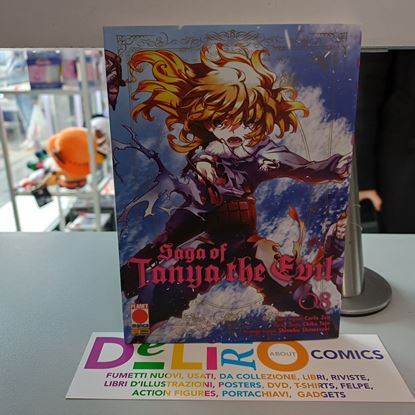 Saga of
Tanya the Evil
08
Carlo Zen
Chika Tojo
Shinobu Shinotsuki
PLANET
MANGA
DELIRO
ABOUT
COMICS
FUMETTI NUOVI, USATI, DA COLLEZIONE, LIBRI, RIVISTE,
LIBRI D'ILLUSTRAZIONI, POSTERS, DVD, T-SHIRTS, FELPE,
ACTION FIGURES, PORTACHIAVI, GADGETS